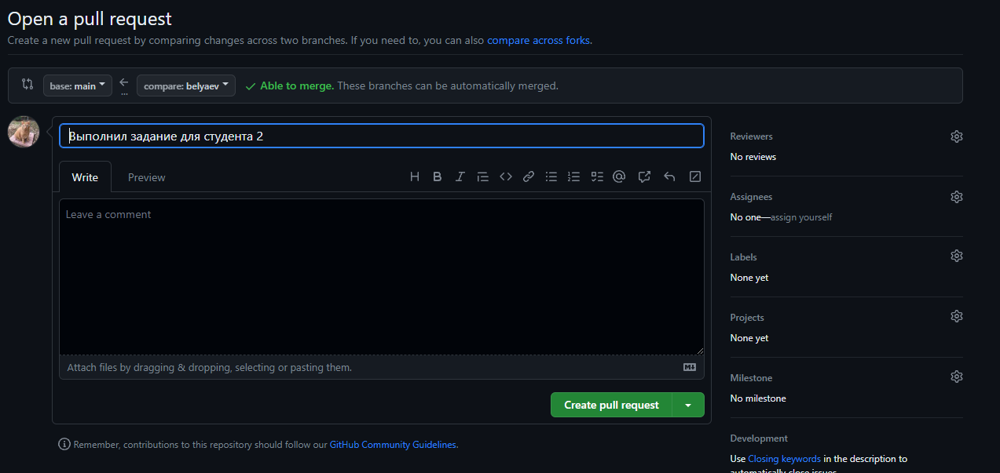 Open a pull request
Create a new pull request by comparing changes across two branches. If you need to, you can also compare across forks.
base: main
...
compare: belyaev
Able to merge. These branches can be automatically merged.
Выполнил задание для студента 2
Write Preview
Leave a comment
Attach files by dragging & dropping, selecting or pasting them.
Create pull request
Remember, contributions to this repository should follow our GitHub Community Guidelines.
Reviewers
No reviews
Assignees
No one—assign yourself
Labels
None yet
Projects
None yet
Milestone
No milestone
Development
Use Closing keywords in the description to
automatically close issues.